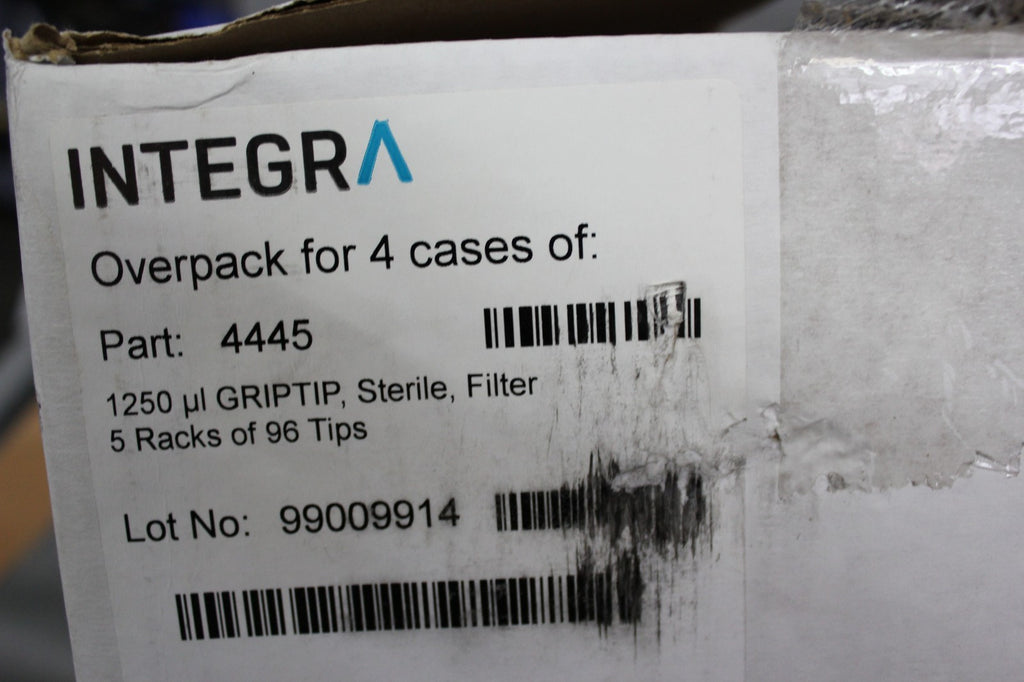 INTEGRA
Overpack for 4 cases of:
Part: 4445
1250 µl GRIPTIP, Sterile, Filter
5 Racks of 96 Tips
Lot No: 99009914